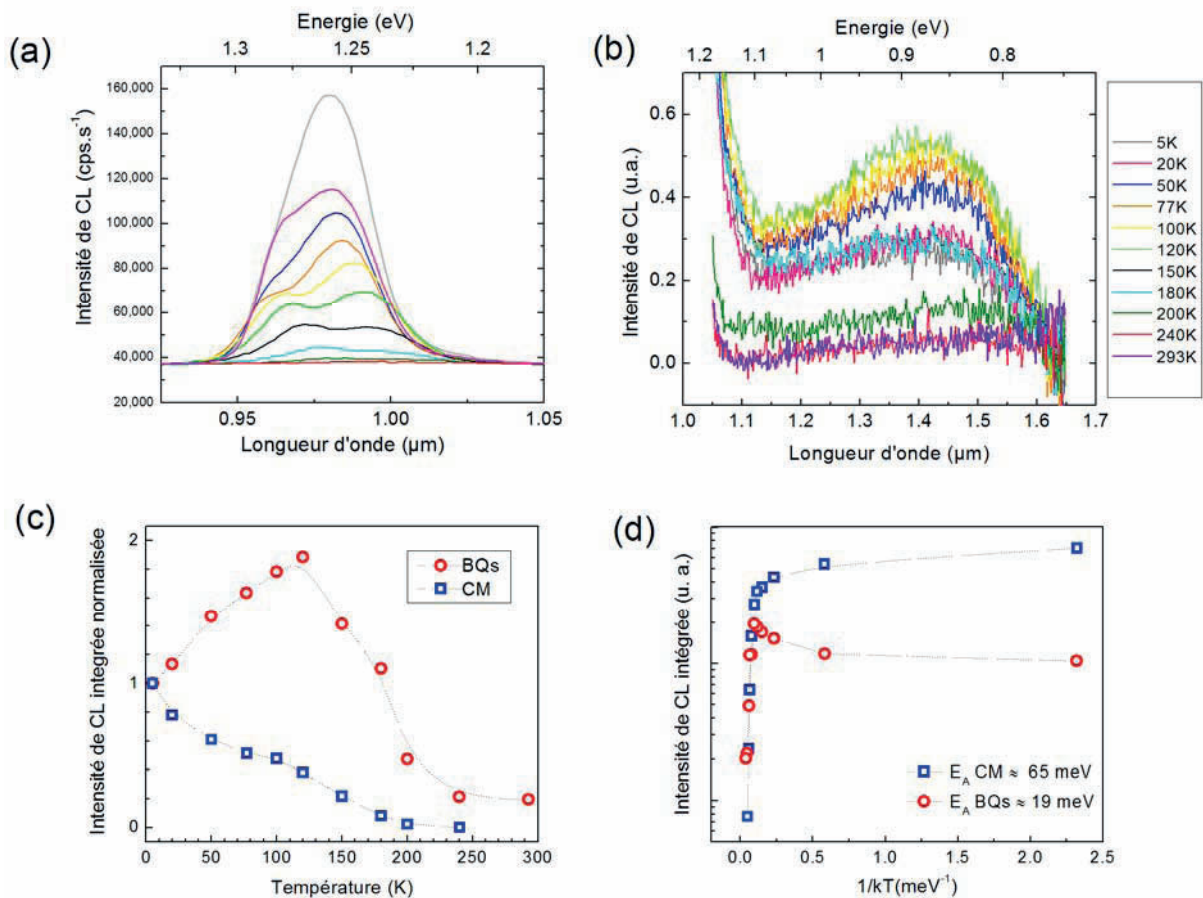 (a)
Energie (eV)
1.3
1.25
1.2
160,000
140,000
120,000
100,000
80,000
60,000
40,000
20,000
Intensité de CL (cps.s⁻¹)
0.95
1.00
1.05
Longueur d'onde (µm)
(b)
Energie (eV)
1.2
1.1
1
0.9
0.8
0.6
0.4
0.2
0.0
Intensité de CL (u.a.)
1.0
1.1
1.2
1.3
1.4
1.5
1.6
1.7
Longueur d'onde (µm)
5K
20K
50K
77K
100K
120K
150K
180K
200K
240K
293K
(c)
Intensité de CL integrée normalisée
2
1
0
BQs
CM
0
50
100
150
200
250
300
Température (K)
(d)
Intensité de CL intégrée (u. a.)
E_A CM ≈ 65 meV
E_A BQs ≈ 19 meV
0.0
0.5
1.0
1.5
2.0
2.5
1/kT(meV⁻¹)